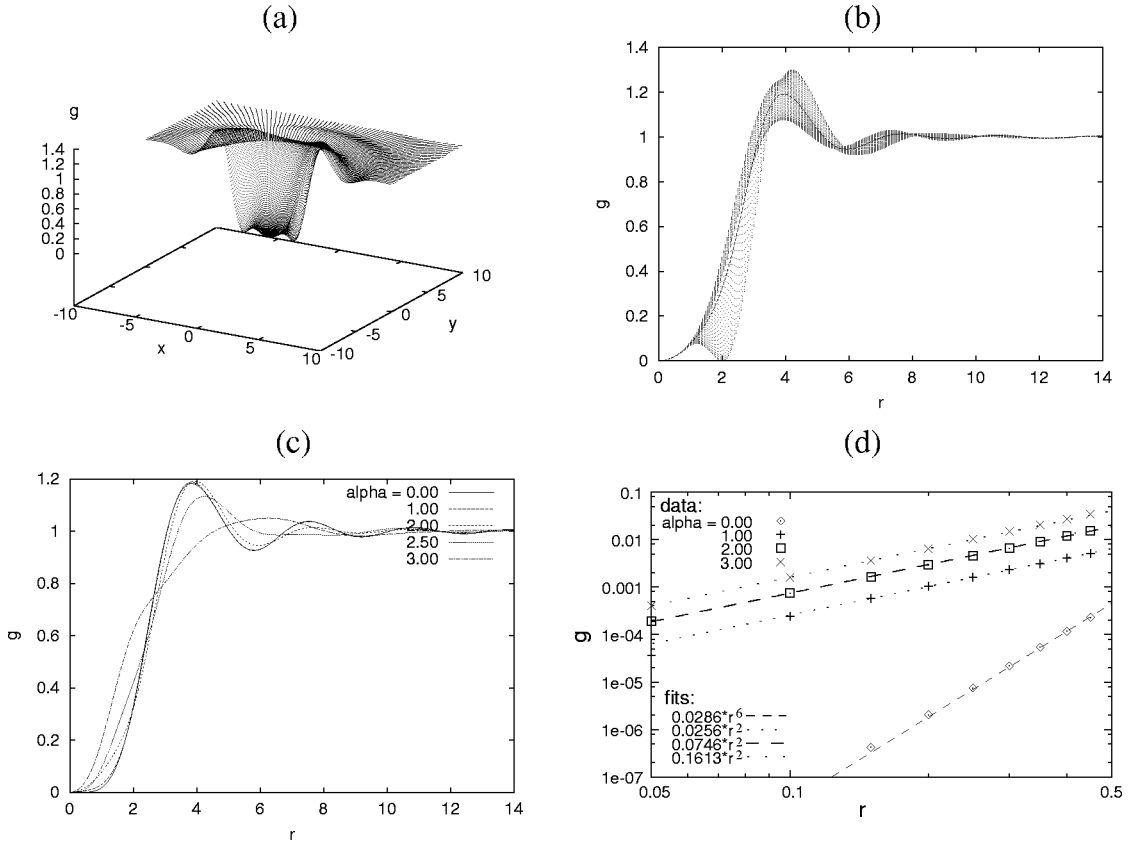 (a)
g
1.4
1.2
1
0.8
0.6
0.4
0.2
0
-10
-5
0
5
10
x
-10
-5
0
5
10
y
(b)
1.4
1.2
1
0.8
0.6
0.4
0.2
0
g
0 2 4 6 8 10 12 14
r
(c)
1.2
1
0.8
0.6
0.4
0.2
0
g
alpha = 0.00
1.00
2.00
2.50
3.00
0 2 4 6 8 10 12 14
r
(d)
0.1
0.01
0.001
1e-04
1e-05
1e-06
1e-07
g
data:
alpha = 0.00
1.00
2.00
3.00
fits:
0.0286*r^6
0.0256*r^2
0.0746*r^2
0.1613*r^2
0.05 0.1 0.5
r